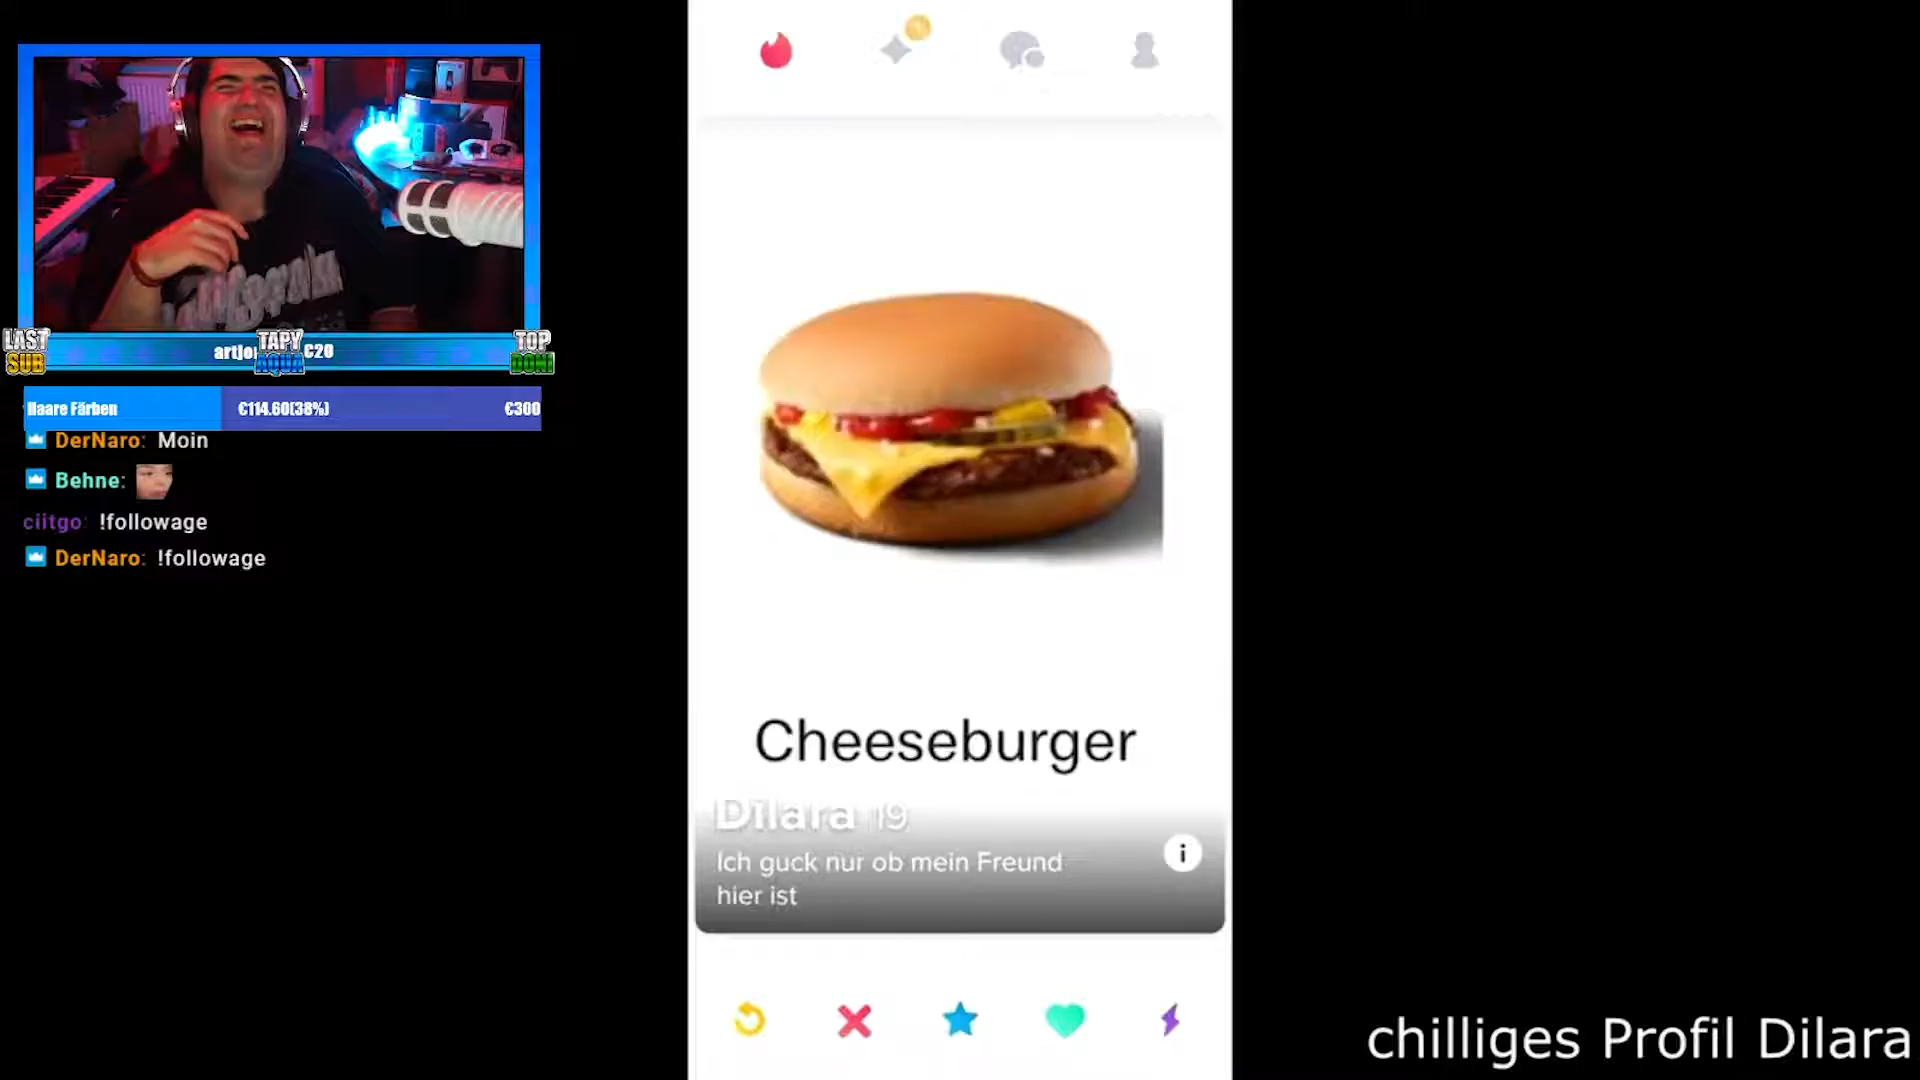 LAST
SUB
TAPY
AQUA
€20
TOP
DONI
Haare Färben
€114.60(38%)
€300
DerNaro: Moin
Behne:
ciitgo: !followage
DerNaro: !followage
Cheeseburger
Dilara 19
Ich guck nur ob mein Freund
hier ist
chilliges Profil Dilara